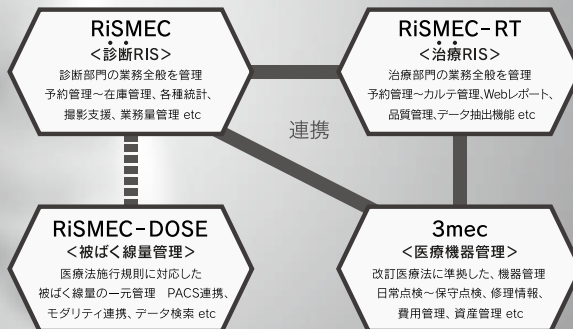 RiSMEC
<診断RIS>
診断部門の業務全般を管理
予約管理~在庫管理、各種統計、
撮影支援、業務量管理 etc
RiSMEC-RT
<治療RIS>
治療部門の業務全般を管理
予約管理~カルテ管理、Webレポート、
品質管理、データ抽出機能 etc
連携
RiSMEC-DOSE
<被ばく線量管理>
医療法施行規則に対応した
被ばく線量の一元管理 PACS連携、
モダリティ連携、データ検索 etc
3mec
<医療機器管理>
改訂医療法に準拠した、機器管理
日常点検~保守点検、修理情報、
費用管理、資産管理 etc